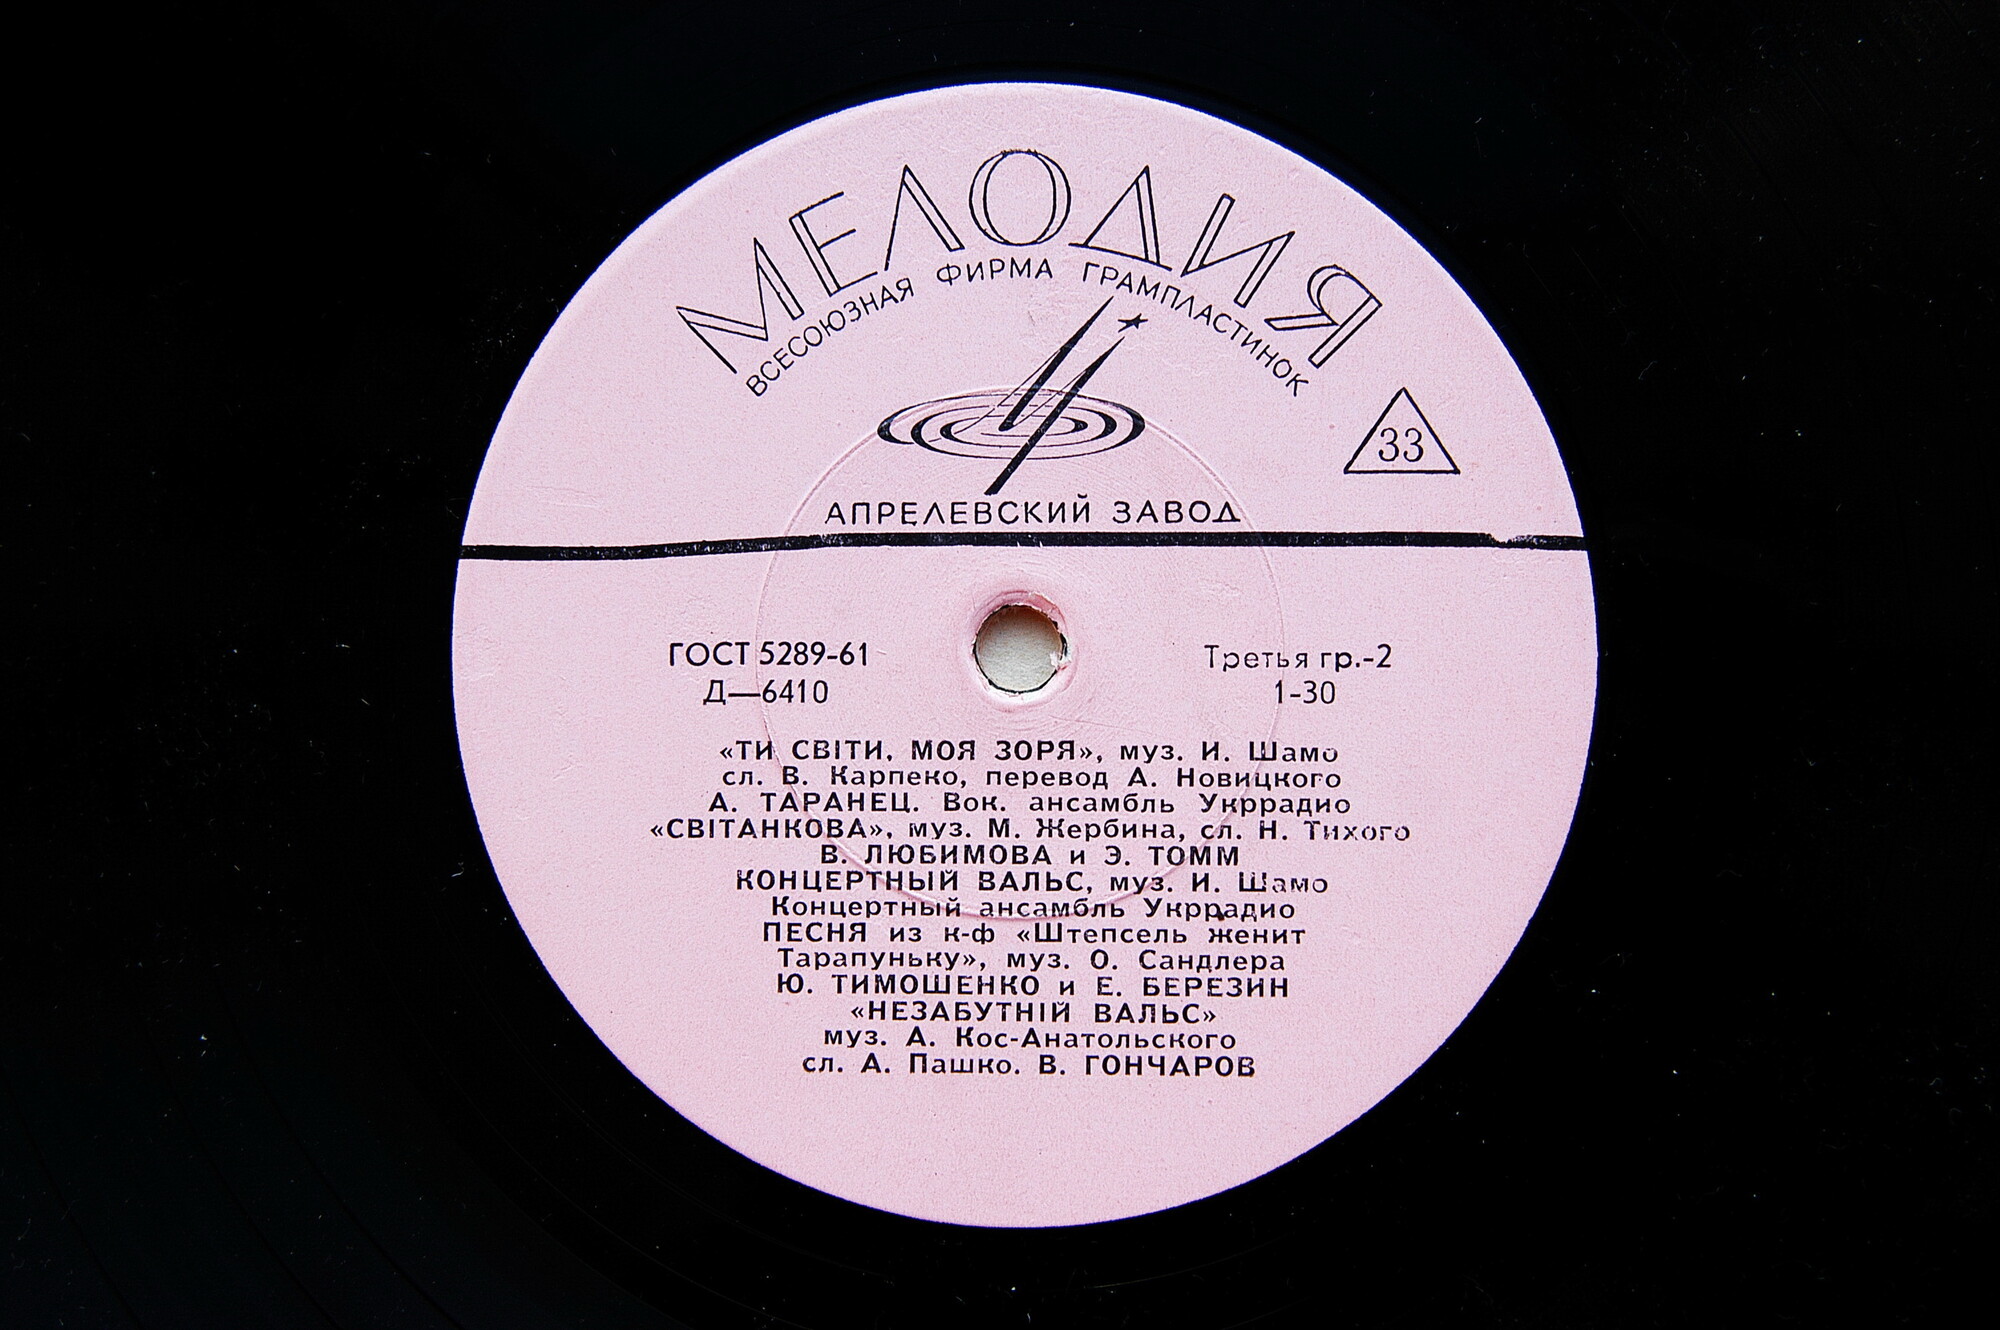 МЕЛОДИЯ
ВСЕСОЮЗНАЯ ФИРМА ГРАМПЛАСТИНОК
33
АПРЕЛЕВСКИЙ ЗАВОД
ГОСТ 5289-61
Д—6410
Третья гр.-2
1-30
«ТИ СВІТИ, МОЯ ЗОРЯ», муз. И. Шамо
сл. В. Карпеко, перевод А. Новицкого
А. ТАРАНЕЦ. Вок. ансамбль Укррадио
«СВІТАНКОВА», муз. М. Жербина, сл. Н. Тихого
В. ЛЮБИМОВА и Э. ТОММ
КОНЦЕРТНЫЙ ВАЛЬС, муз. И. Шамо
Концертный ансамбль Укррадио
ПЕСНЯ из к-ф «Штепсель женит
Тарапуньку», муз. О. Сандлера
Ю. ТИМОШЕНКО и Е. БЕРЕЗИН
«НЕЗАБУТНІЙ ВАЛЬС»
муз. А. Кос-Анатольского
сл. А. Пашко. В. ГОНЧАРОВ